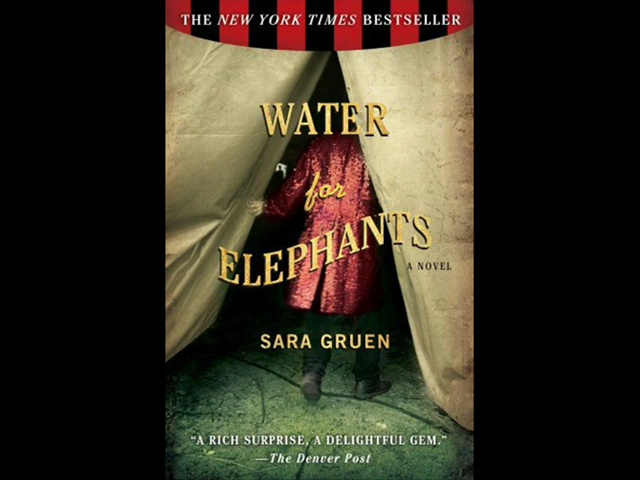 THE NEW YORK TIMES BESTSELLER
WATER
for
ELEPHANTS
A NOVEL
SARA GRUEN
“A RICH SURPRISE, A DELIGHTFUL GEM.”
—The Denver Post